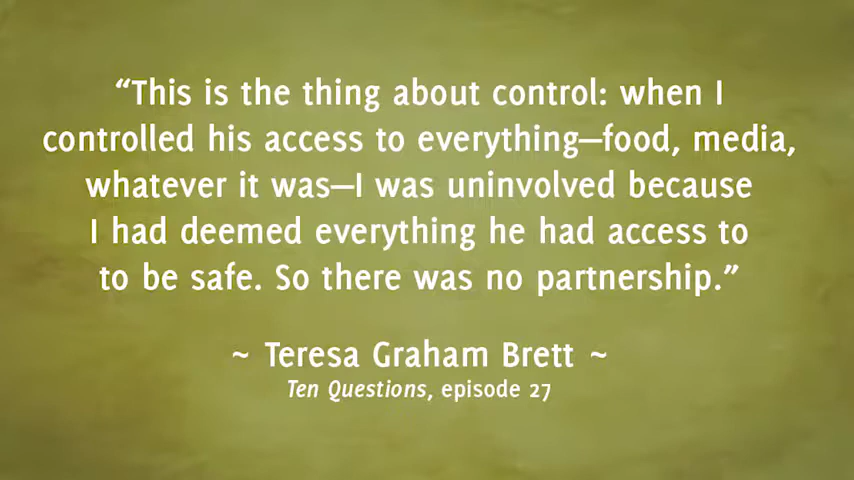 “This is the thing about control: when I
controlled his access to everything—food, media,
whatever it was—I was uninvolved because
I had deemed everything he had access to
to be safe. So there was no partnership.”
~ Teresa Graham Brett ~
Ten Questions, episode 27